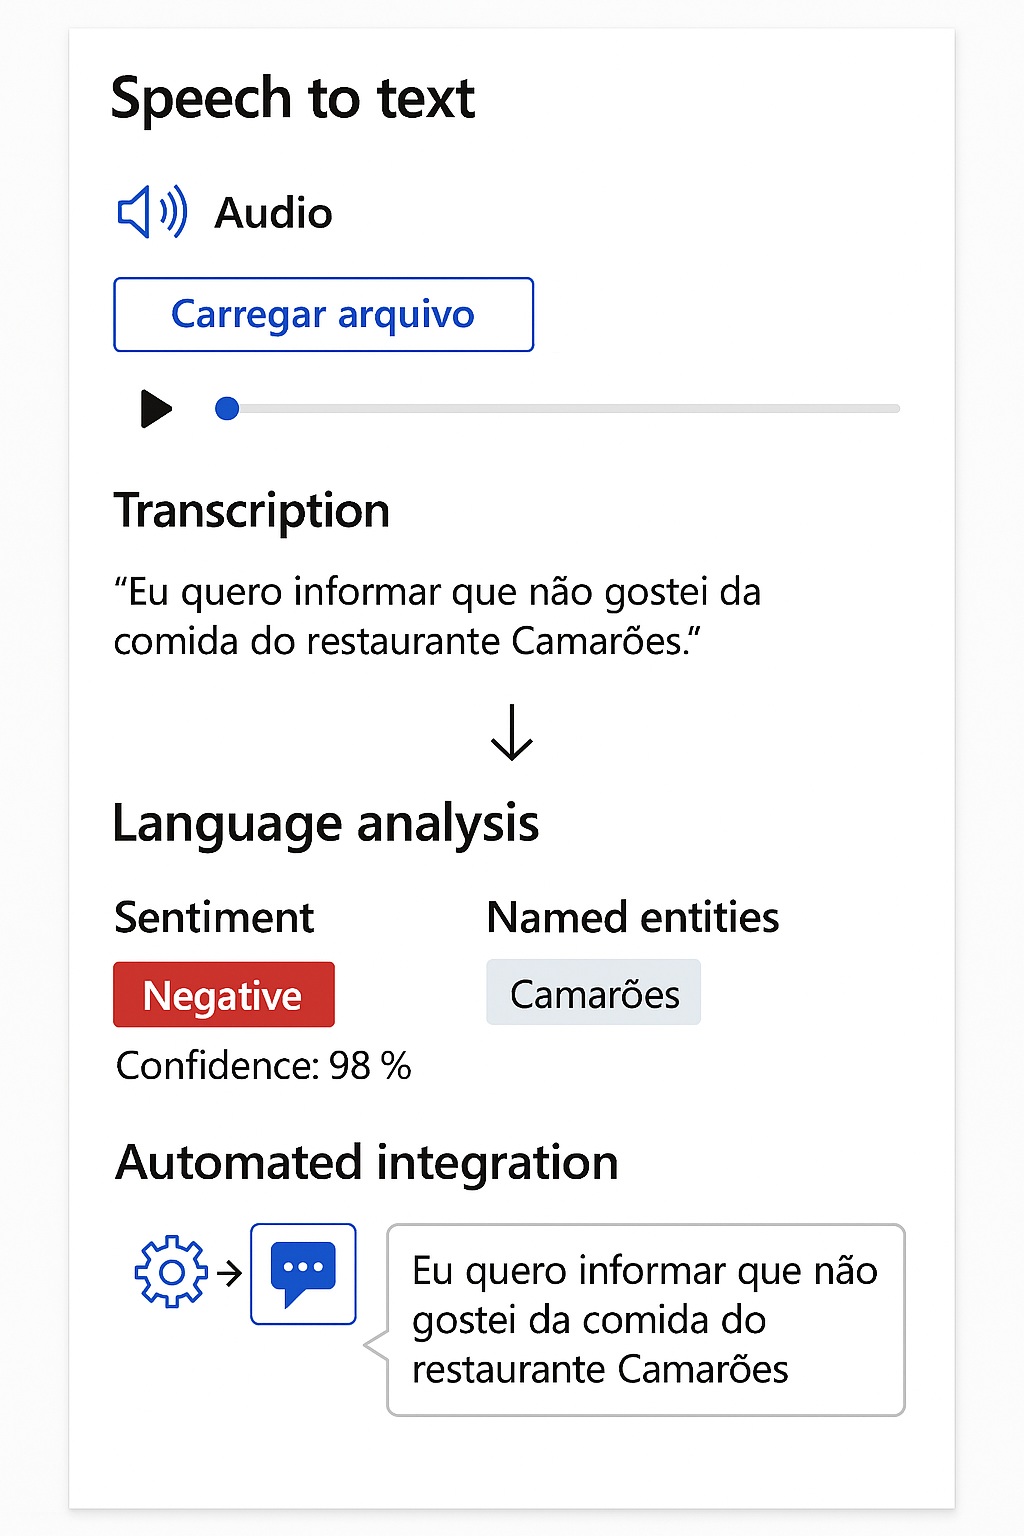 Speech to text
Audio
Carregar arquivo
Transcription
“Eu quero informar que não gostei da
comida do restaurante Camarões.”
Language analysis
Sentiment
Named entities
Negative
Camarões
Confidence: 98 %
Automated integration
Eu quero informar que não
gostei da comida do
restaurante Camarões